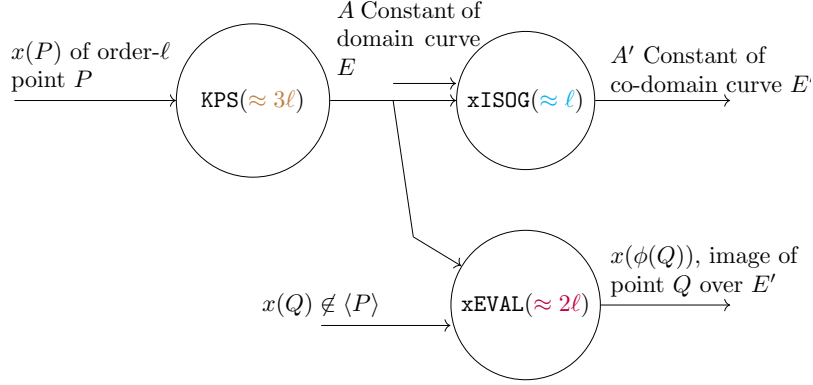 A Constant of
domain curve
E
x(P) of order-ℓ
point P
KPS(≈ 3ℓ)
xISOG(≈ ℓ)
A′ Constant of
co-domain curve E′
x(Q) ∉ ⟨P⟩
xEVAL(≈ 2ℓ)
x(ϕ(Q)), image of
point Q over E′